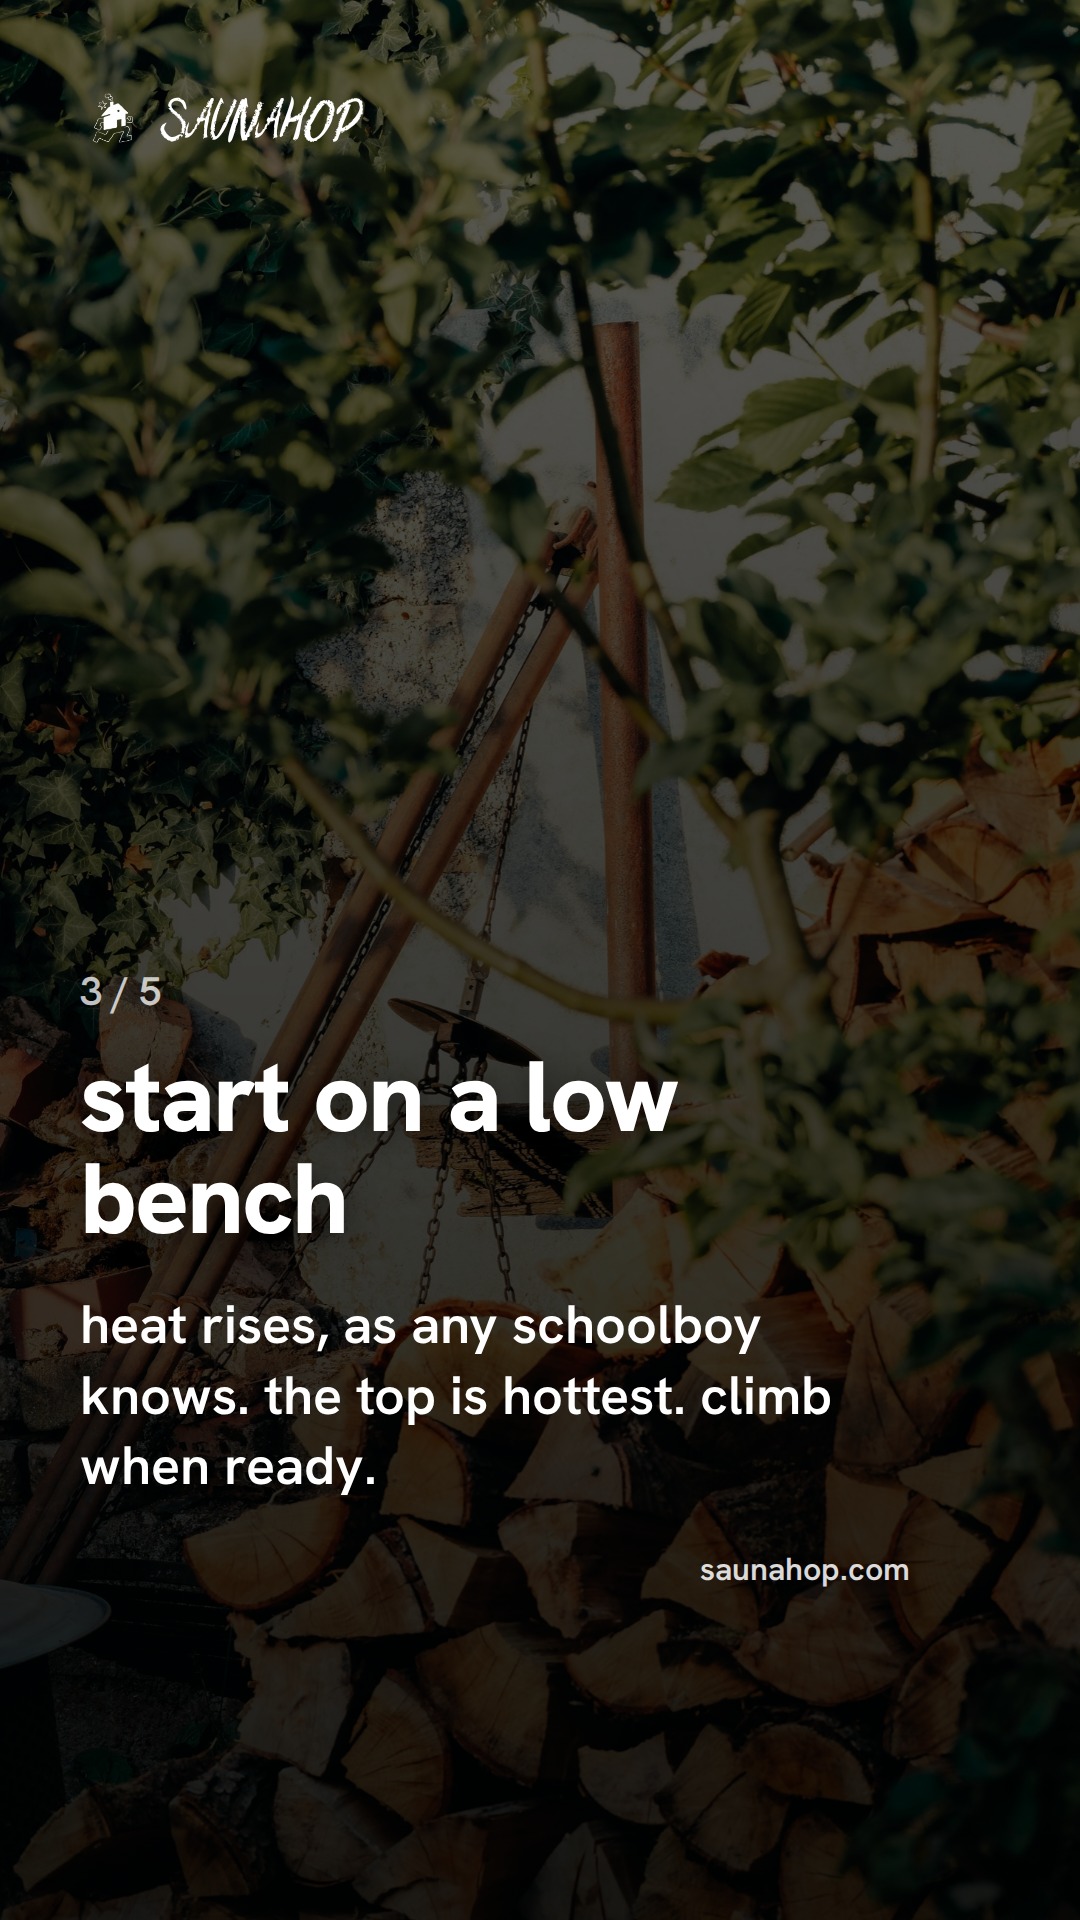 SAUNAHOP
3 / 5
start on a low
bench
heat rises, as any schoolboy
knows. the top is hottest. climb
when ready.
saunahop.com